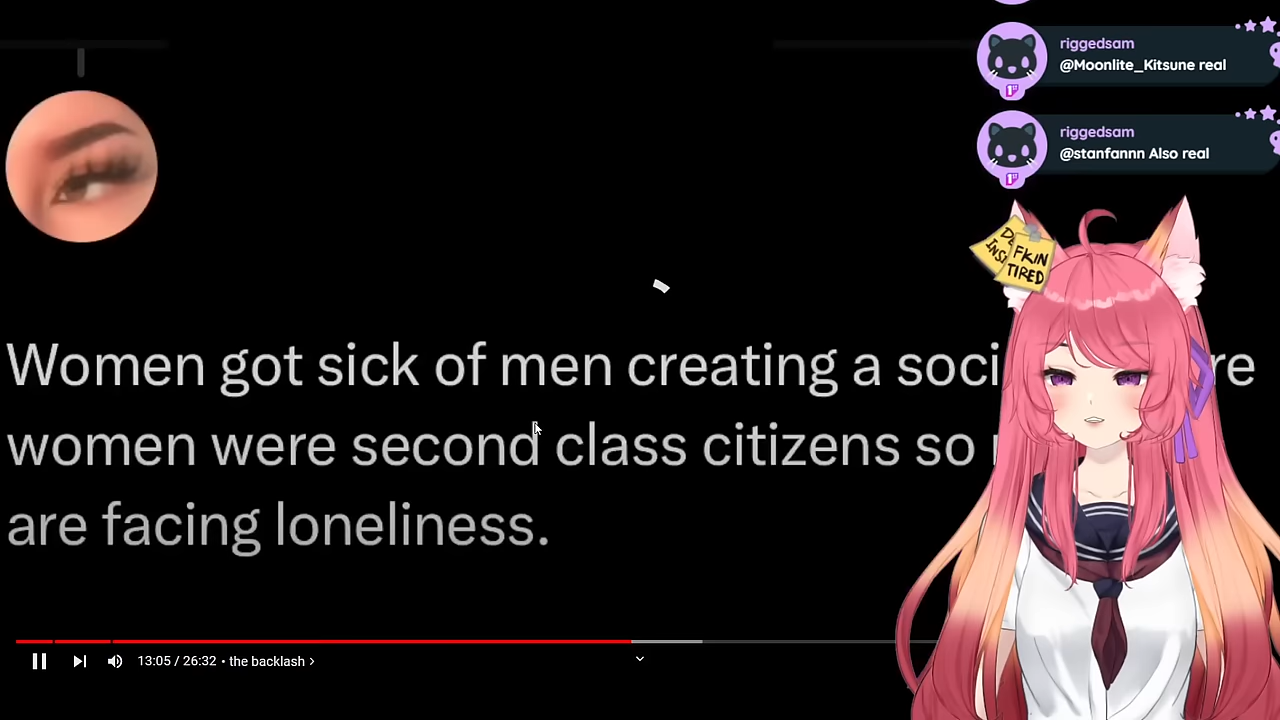 riggedsam
@Moonlite_Kitsune real
riggedsam
@stanfannn Also real
FKIN
TIRED
Women got sick of men creating a soci re
women were second class citizens so
are facing loneliness.
13:05 / 26:32 • the backlash ›